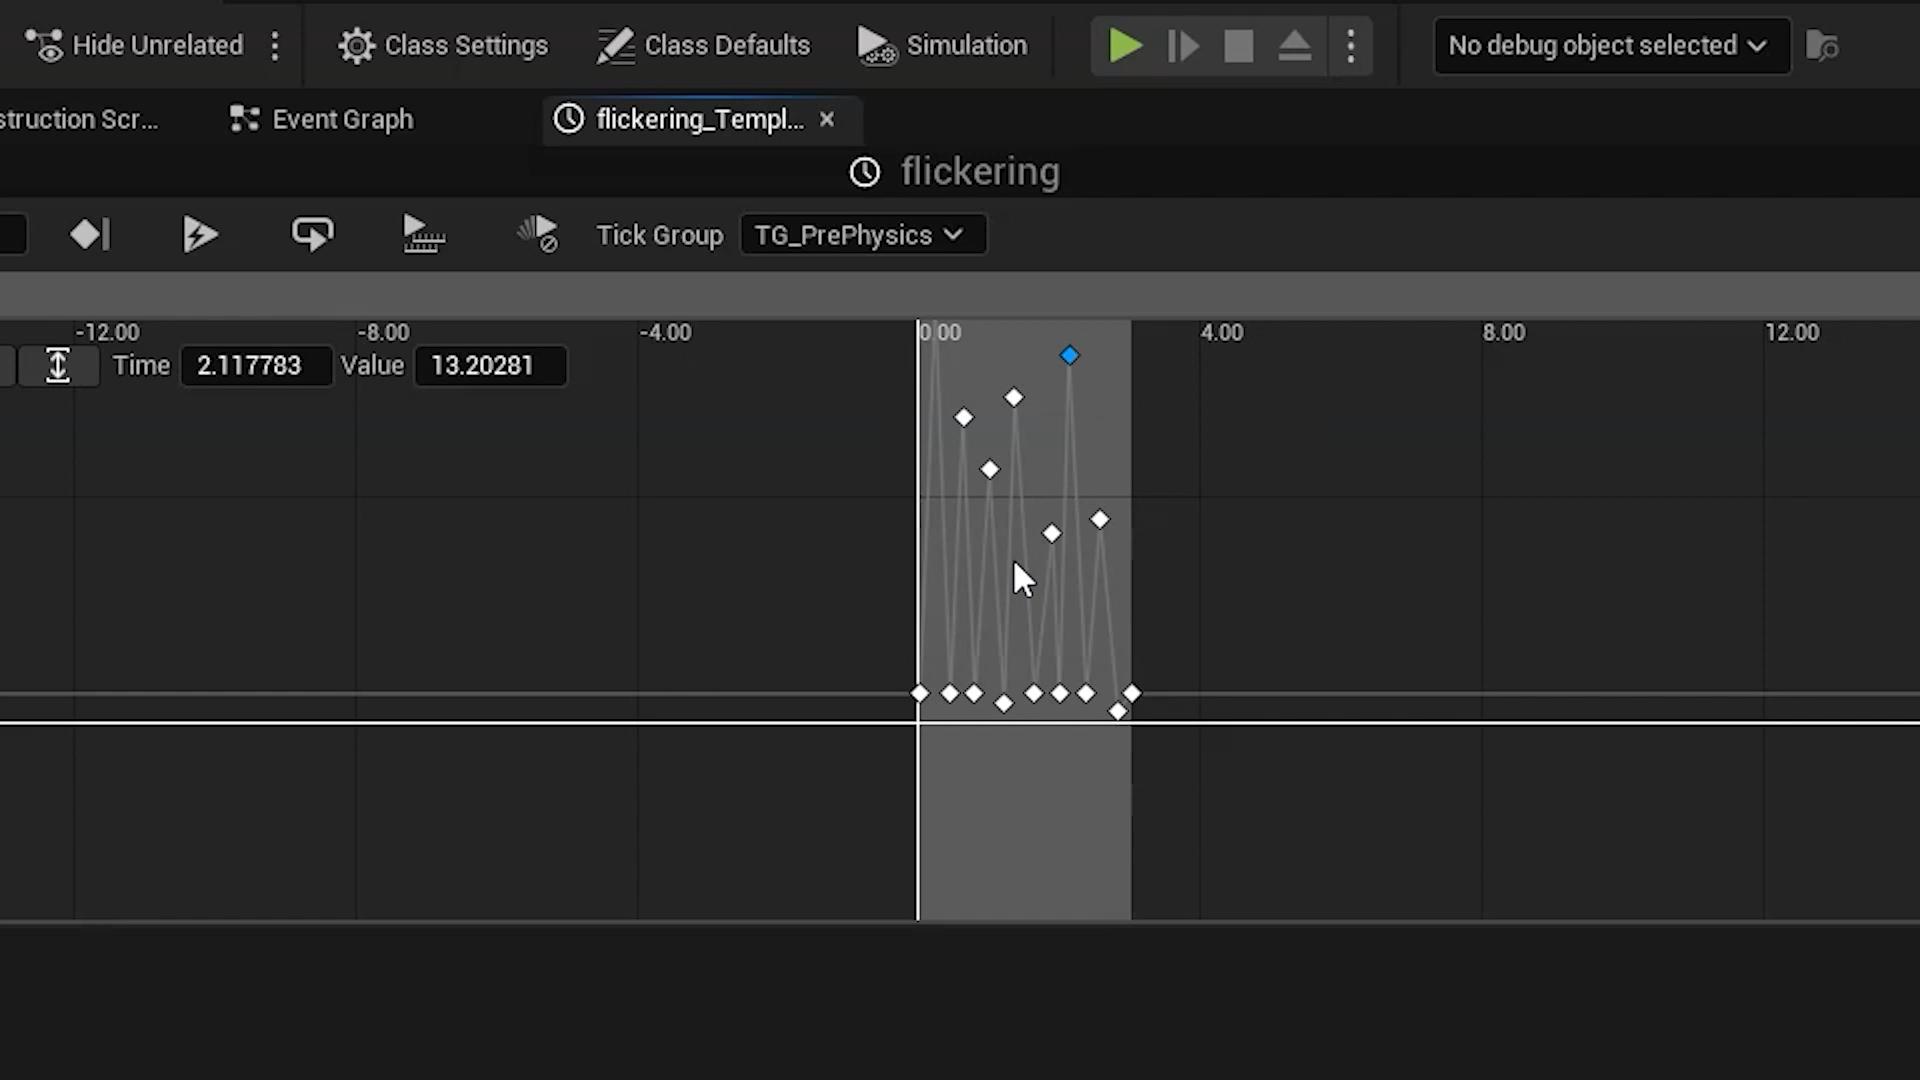 Hide Unrelated Class Settings Class Defaults Simulation No debug object selected
struction Scr... Event Graph flickering_Templ...
flickering
Tick Group TG_PrePhysics
-12.00 -8.00 -4.00 0.00 4.00 8.00 12.00
Time 2.117783 Value 13.20281